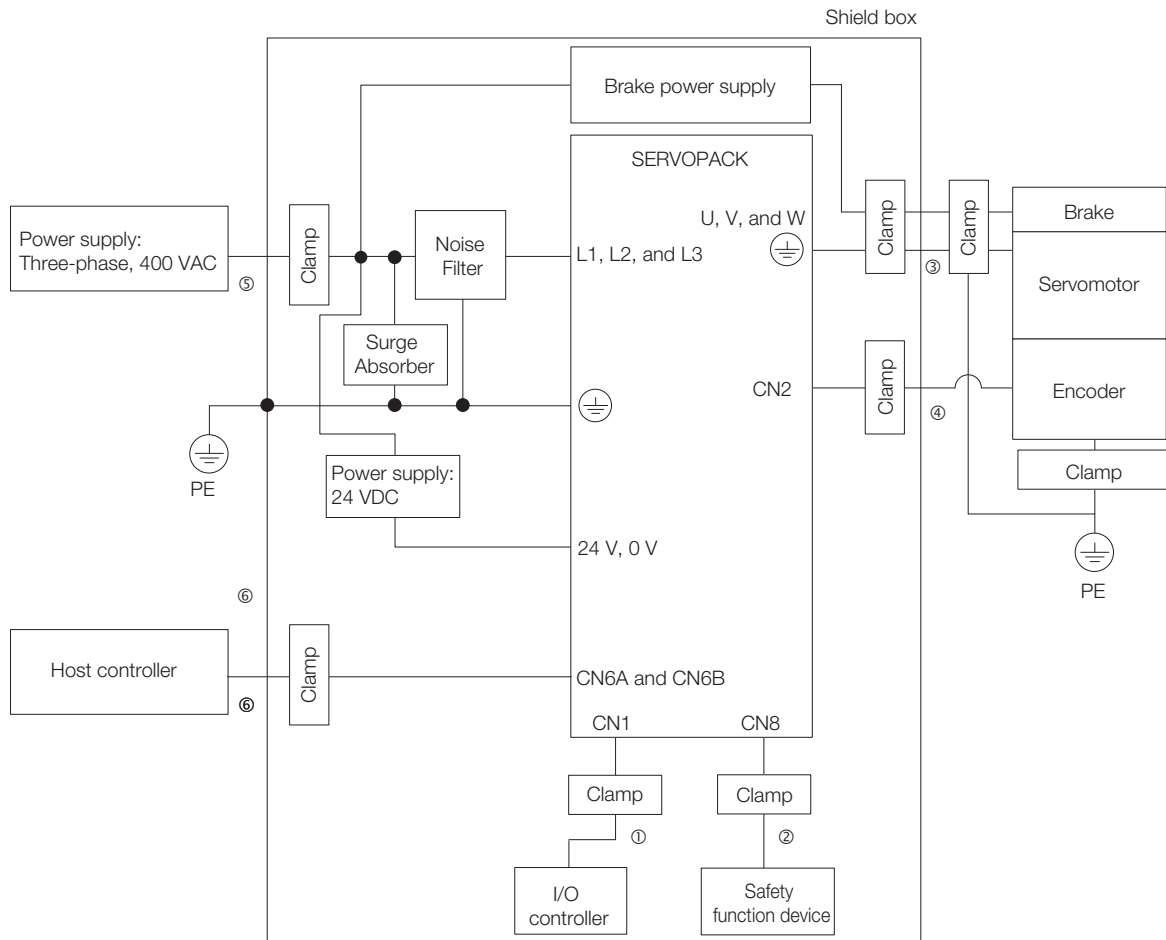 Shield box
Brake power supply
SERVOPACK
U, V, and W
Clamp
Clamp
Brake
Power supply:
Three-phase, 400 VAC
Clamp
Noise
Filter
L1, L2, and L3
⑤
③
Servomotor
Surge
Absorber
Clamp
CN2
Encoder
④
PE
Power supply:
24 VDC
Clamp
24 V, 0 V
PE
⑥
Host controller
Clamp
CN6A and CN6B
⑥
CN1
CN8
Clamp
Clamp
①
②
I/O
controller
Safety
function device